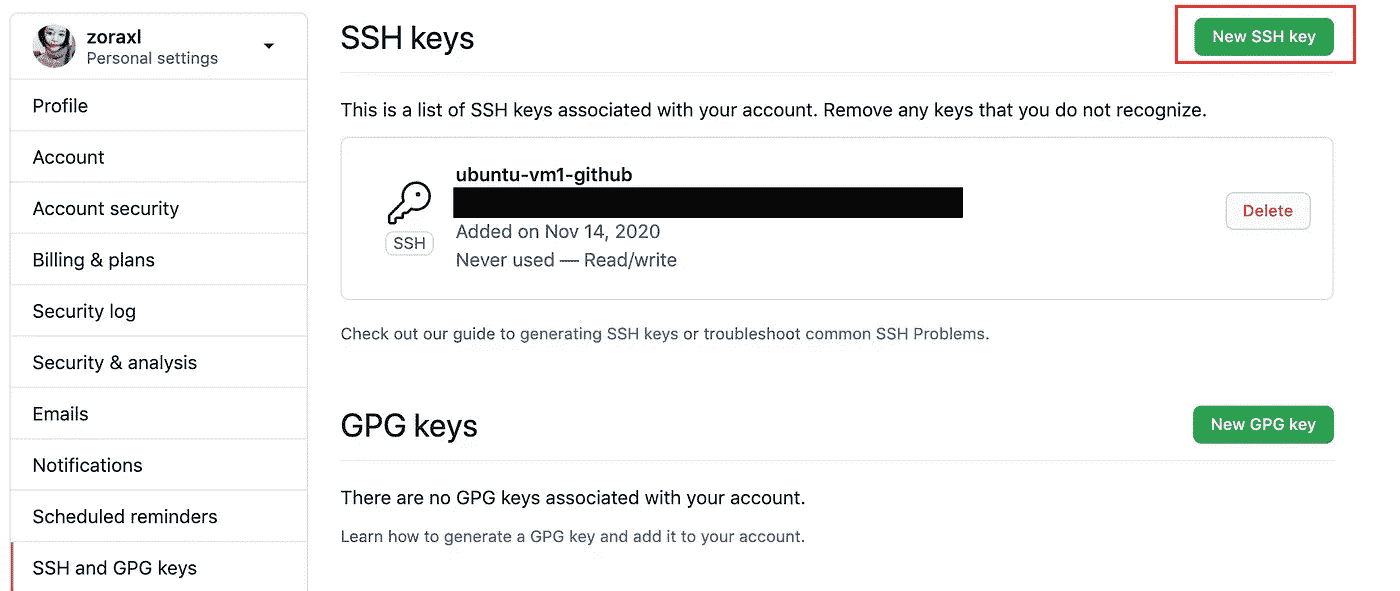 zoraxl
Personal settings
Profile
Account
Account security
Billing & plans
Security log
Security & analysis
Emails
Notifications
Scheduled reminders
SSH and GPG keys
SSH keys
New SSH key
This is a list of SSH keys associated with your account. Remove any keys that you do not recognize.
ubuntu-vm1-github
SSH
Added on Nov 14, 2020
Never used — Read/write
Delete
Check out our guide to generating SSH keys or troubleshoot common SSH Problems.
GPG keys
New GPG key
There are no GPG keys associated with your account.
Learn how to generate a GPG key and add it to your account.